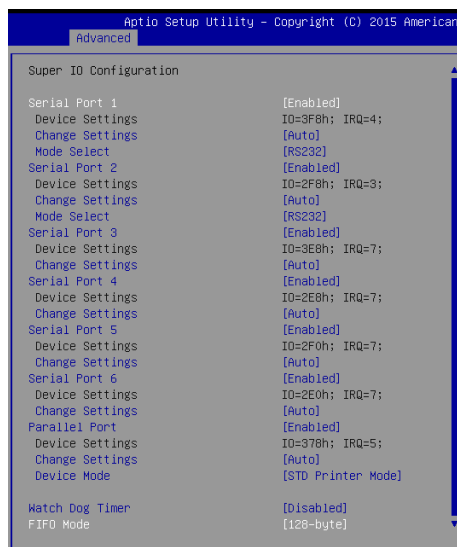 Aptio Setup Utility – Copyright (C) 2015 American
Advanced
Super IO Configuration
Serial Port 1 [Enabled]
Device Settings IO=3F8h; IRQ=4;
Change Settings [Auto]
Mode Select [RS232]
Serial Port 2 [Enabled]
Device Settings IO=2F8h; IRQ=3;
Change Settings [Auto]
Mode Select [RS232]
Serial Port 3 [Enabled]
Device Settings IO=3E8h; IRQ=7;
Change Settings [Auto]
Serial Port 4 [Enabled]
Device Settings IO=2E8h; IRQ=7;
Change Settings [Auto]
Serial Port 5 [Enabled]
Device Settings IO=2F0h; IRQ=7;
Change Settings [Auto]
Serial Port 6 [Enabled]
Device Settings IO=2E0h; IRQ=7;
Change Settings [Auto]
Parallel Port [Enabled]
Device Settings IO=378h; IRQ=5;
Change Settings [Auto]
Device Mode [STD Printer Mode]
Watch Dog Timer [Disabled]
FIFO Mode [128-byte]